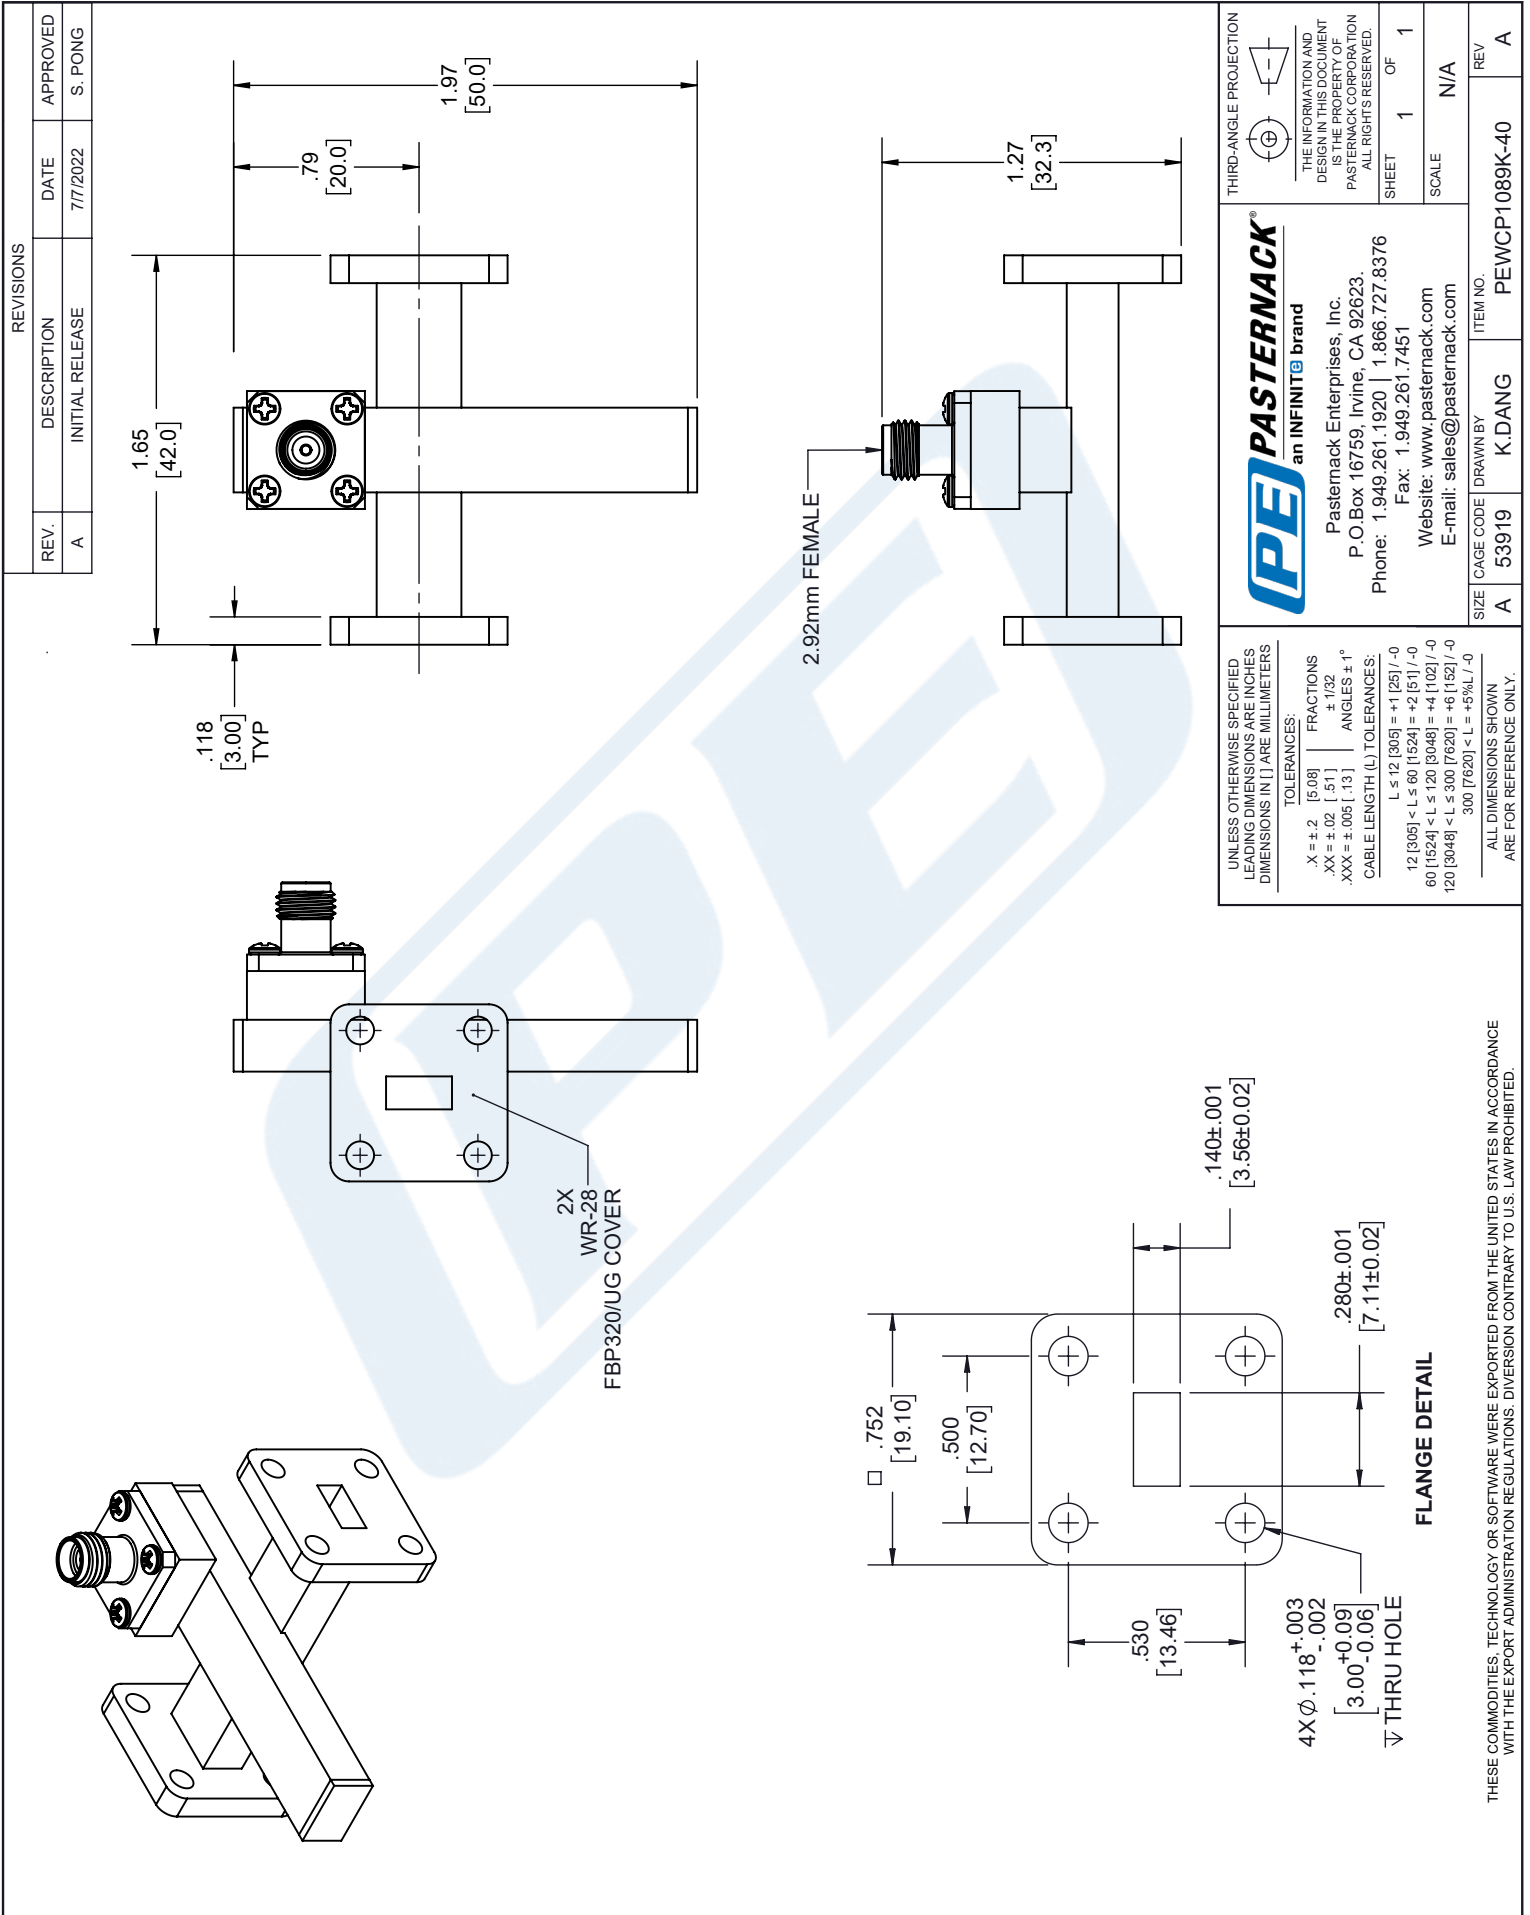 REVISIONS
REV. DESCRIPTION DATE APPROVED
A INITIAL RELEASE 7/7/2022 S. PONG
1.65
[42.0]
.118
[3.00]
TYP
.79
[20.0]
1.97
[50.0]
2X
WR-28
FBP320/UG COVER
2.92mm FEMALE
1.27
[32.3]
□ .752
[19.10]
.500
[12.70]
.530
[13.46]
.140±.001
[3.56±0.02]
.280±.001
[7.11±0.02]
4X Ø .118 +.003 -.002
[3.00 +0.09 -0.06]
↧ THRU HOLE
FLANGE DETAIL
THESE COMMODITIES, TECHNOLOGY OR SOFTWARE WERE EXPORTED FROM THE UNITED STATES IN ACCORDANCE
WITH THE EXPORT ADMINISTRATION REGULATIONS. DIVERSION CONTRARY TO U.S. LAW PROHIBITED.
UNLESS OTHERWISE SPECIFIED
LEADING DIMENSIONS ARE INCHES
DIMENSIONS IN [ ] ARE MILLIMETERS
TOLERANCES:
.X = ±.2 [5.08] FRACTIONS
.XX = ±.02 [.51] ± 1/32
.XXX = ±.005 [.13] ANGLES ± 1°
CABLE LENGTH (L) TOLERANCES:
L ≤ 12 [305] = +1 [25] / -0
12 [305] < L ≤ 60 [1524] = +2 [51] / -0
60 [1524] < L ≤ 120 [3048] = +4 [102] / -0
120 [3048] < L ≤ 300 [7620] = +6 [152] / -0
300 [7620] < L = +5%L / -0
ALL DIMENSIONS SHOWN
ARE FOR REFERENCE ONLY.
PE PASTERNACK®
an INFINITe brand
Pasternack Enterprises, Inc.
P.O.Box 16759, Irvine, CA 92623.
Phone: 1.949.261.1920 | 1.866.727.8376
Fax: 1.949.261.7451
Website: www.pasternack.com
E-mail: sales@pasternack.com
THIRD-ANGLE PROJECTION
THE INFORMATION AND
DESIGN IN THIS DOCUMENT
IS THE PROPERTY OF
PASTERNACK CORPORATION
ALL RIGHTS RESERVED.
SHEET 1 OF 1
SCALE N/A
SIZE A
CAGE CODE 53919
DRAWN BY K.DANG
ITEM NO. PEWCP1089K-40
REV A
PE